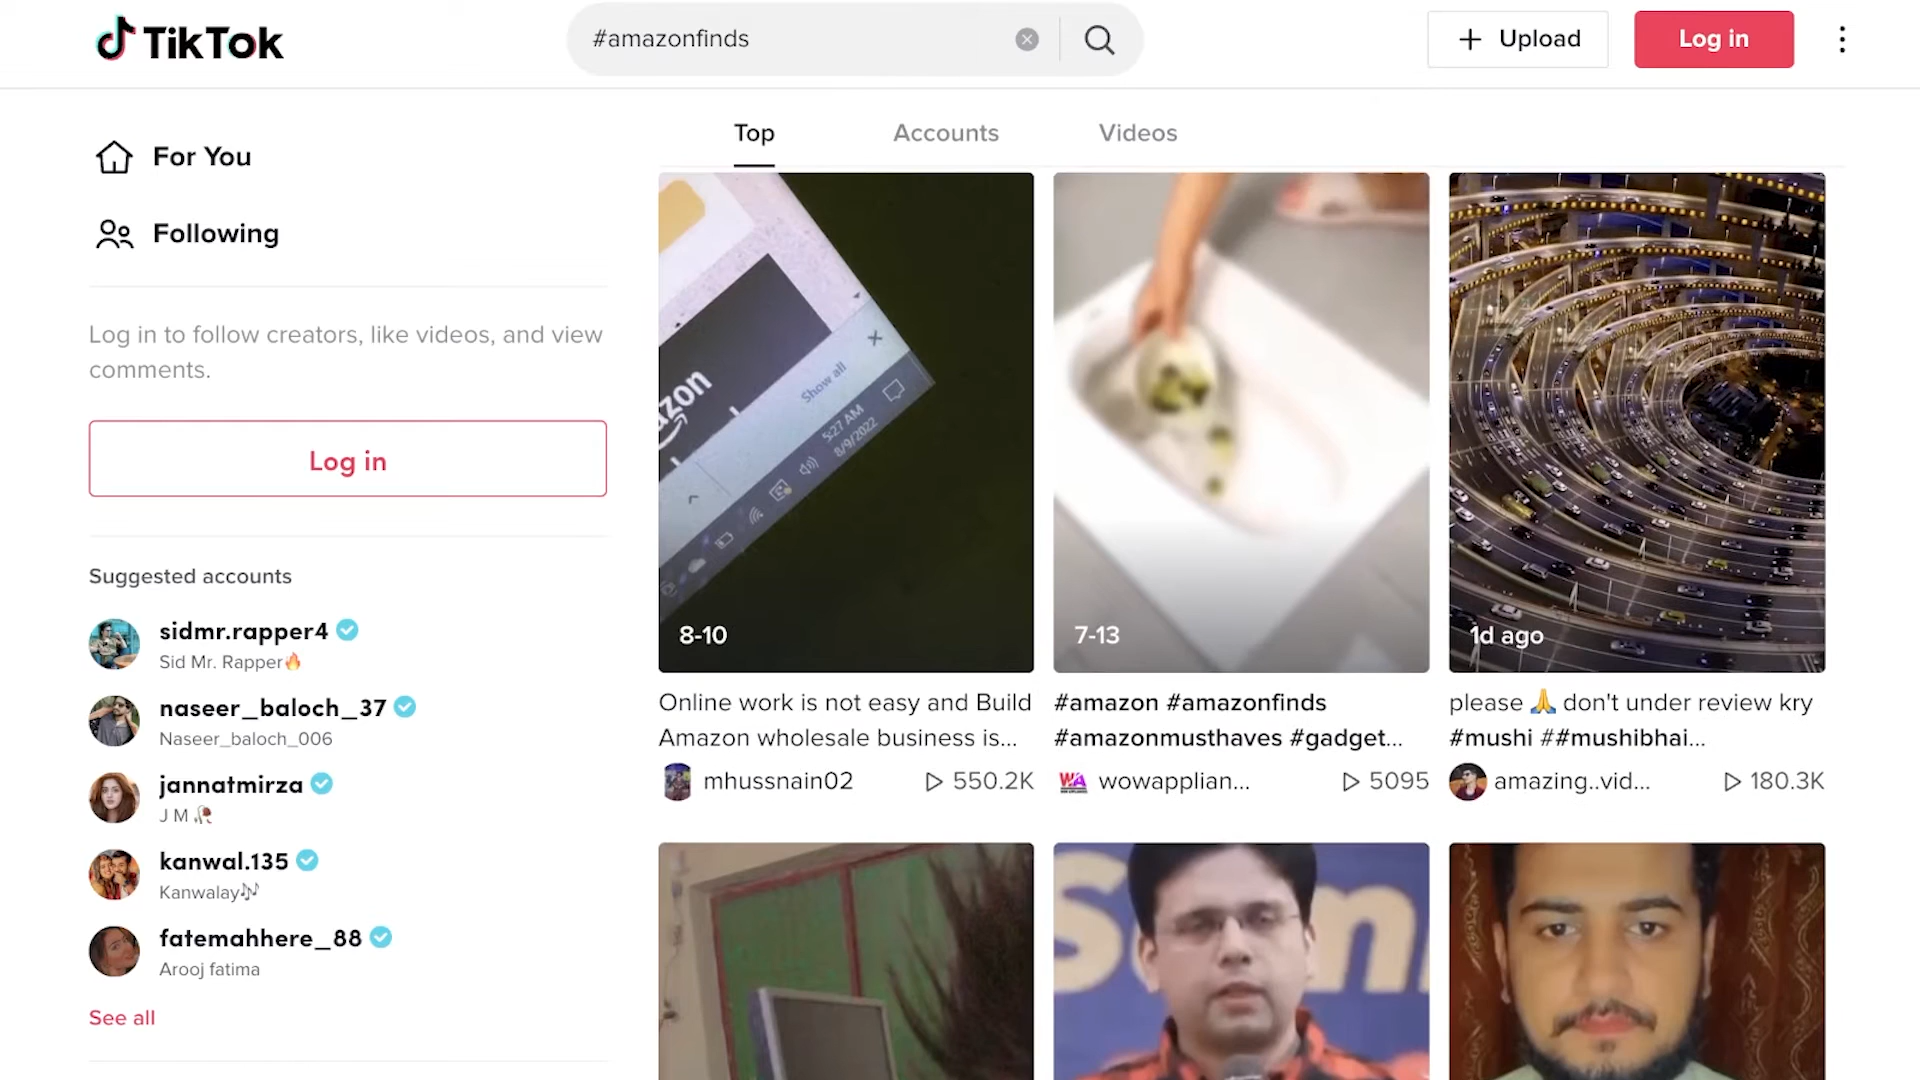 TikTok
#amazonfinds
Upload
Log in
For You
Following
Log in to follow creators, like videos, and view
comments.
Log in
Suggested accounts
sidmr.rapper4
Sid Mr. Rapper🔥
naseer_baloch_37
Naseer_baloch_006
jannatmirza
J M 🥀
kanwal.135
Kanwalay🎶
fatemahhere_88
Arooj fatima
See all
Top Accounts Videos
Show all
5:27 AM
8/9/2022
8-10
Online work is not easy and Build
Amazon wholesale business is...
mhussnain02 550.2K
7-13
#amazon #amazonfinds
#amazonmusthaves #gadget...
wowapplian... 5095
1d ago
please 🙏 don't under review kry
#mushi ##mushibhai...
amazing..vid... 180.3K